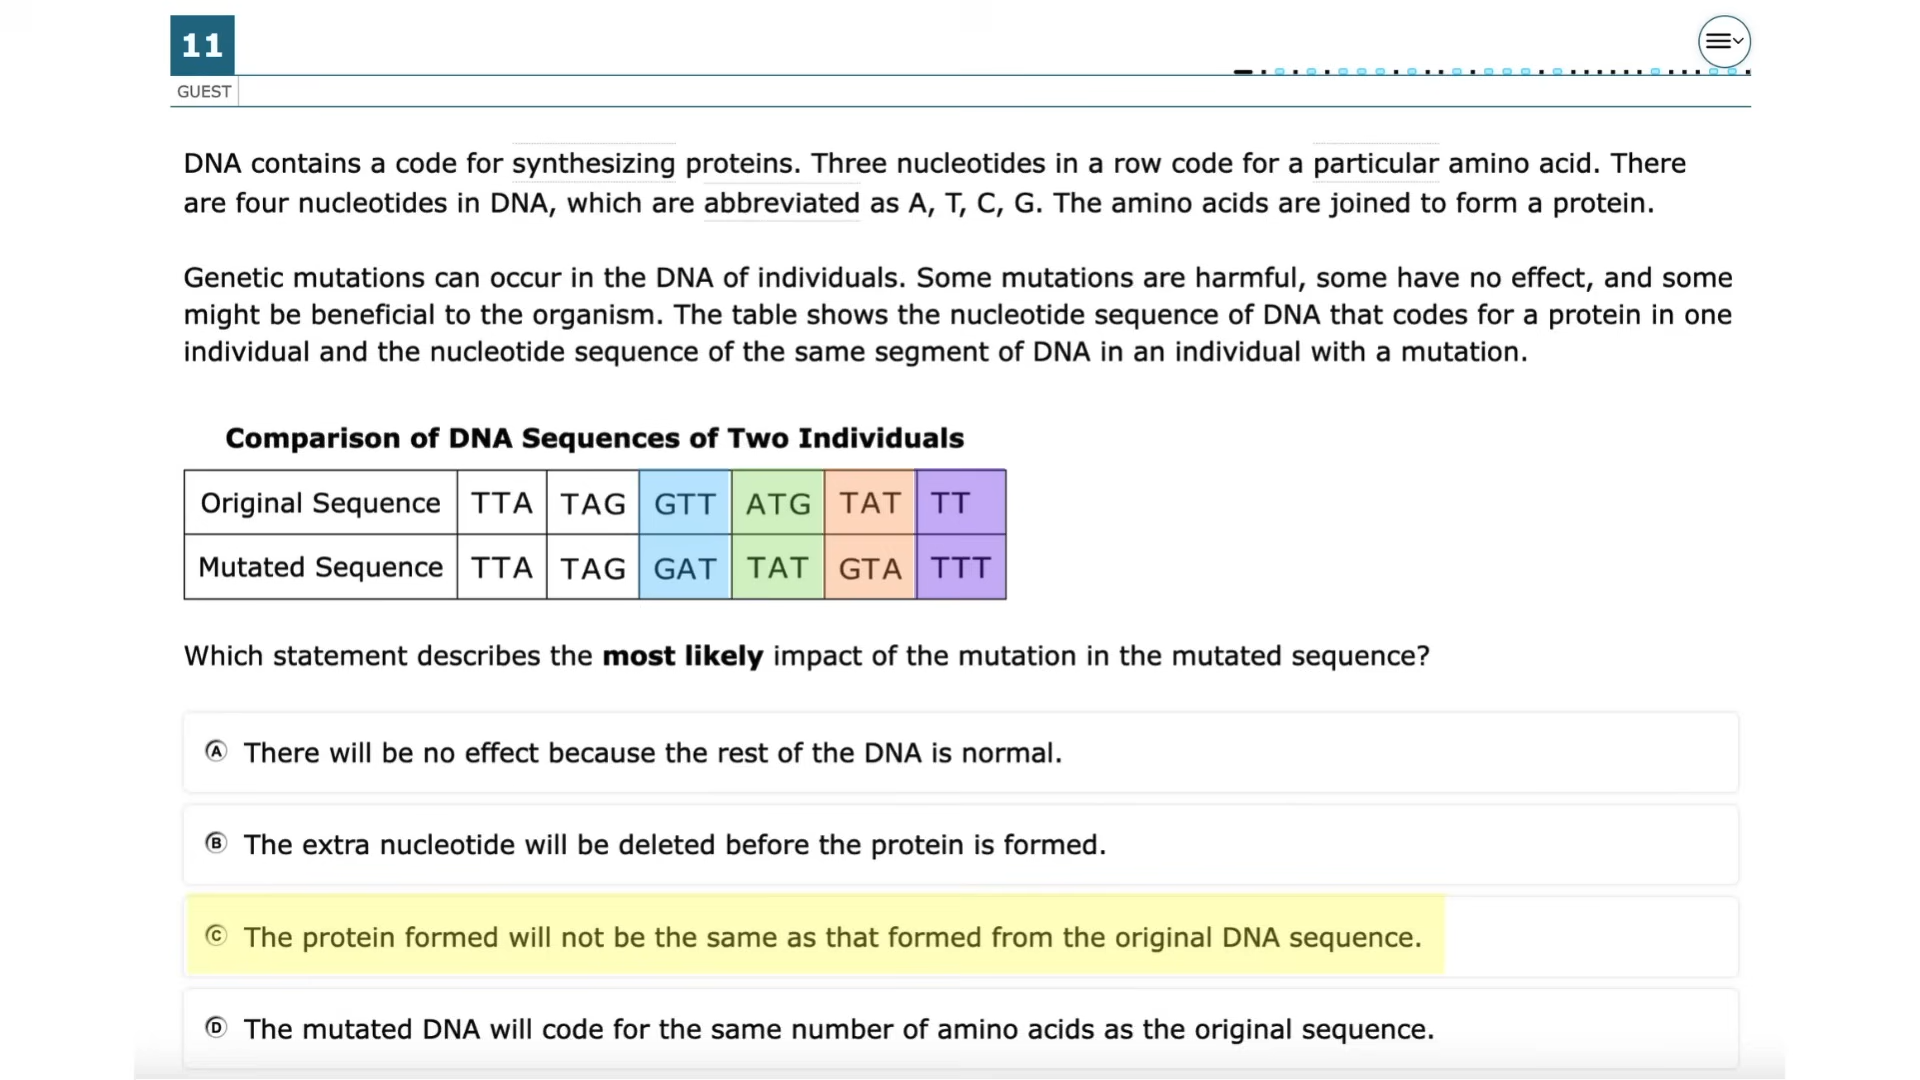 11
GUEST
DNA contains a code for synthesizing proteins. Three nucleotides in a row code for a particular amino acid. There
are four nucleotides in DNA, which are abbreviated as A, T, C, G. The amino acids are joined to form a protein.
Genetic mutations can occur in the DNA of individuals. Some mutations are harmful, some have no effect, and some
might be beneficial to the organism. The table shows the nucleotide sequence of DNA that codes for a protein in one
individual and the nucleotide sequence of the same segment of DNA in an individual with a mutation.
Comparison of DNA Sequences of Two Individuals
Original Sequence TTA TAG GTT ATG TAT TT
Mutated Sequence TTA TAG GAT TAT GTA TTT
Which statement describes the most likely impact of the mutation in the mutated sequence?
A There will be no effect because the rest of the DNA is normal.
B The extra nucleotide will be deleted before the protein is formed.
C The protein formed will not be the same as that formed from the original DNA sequence.
D The mutated DNA will code for the same number of amino acids as the original sequence.